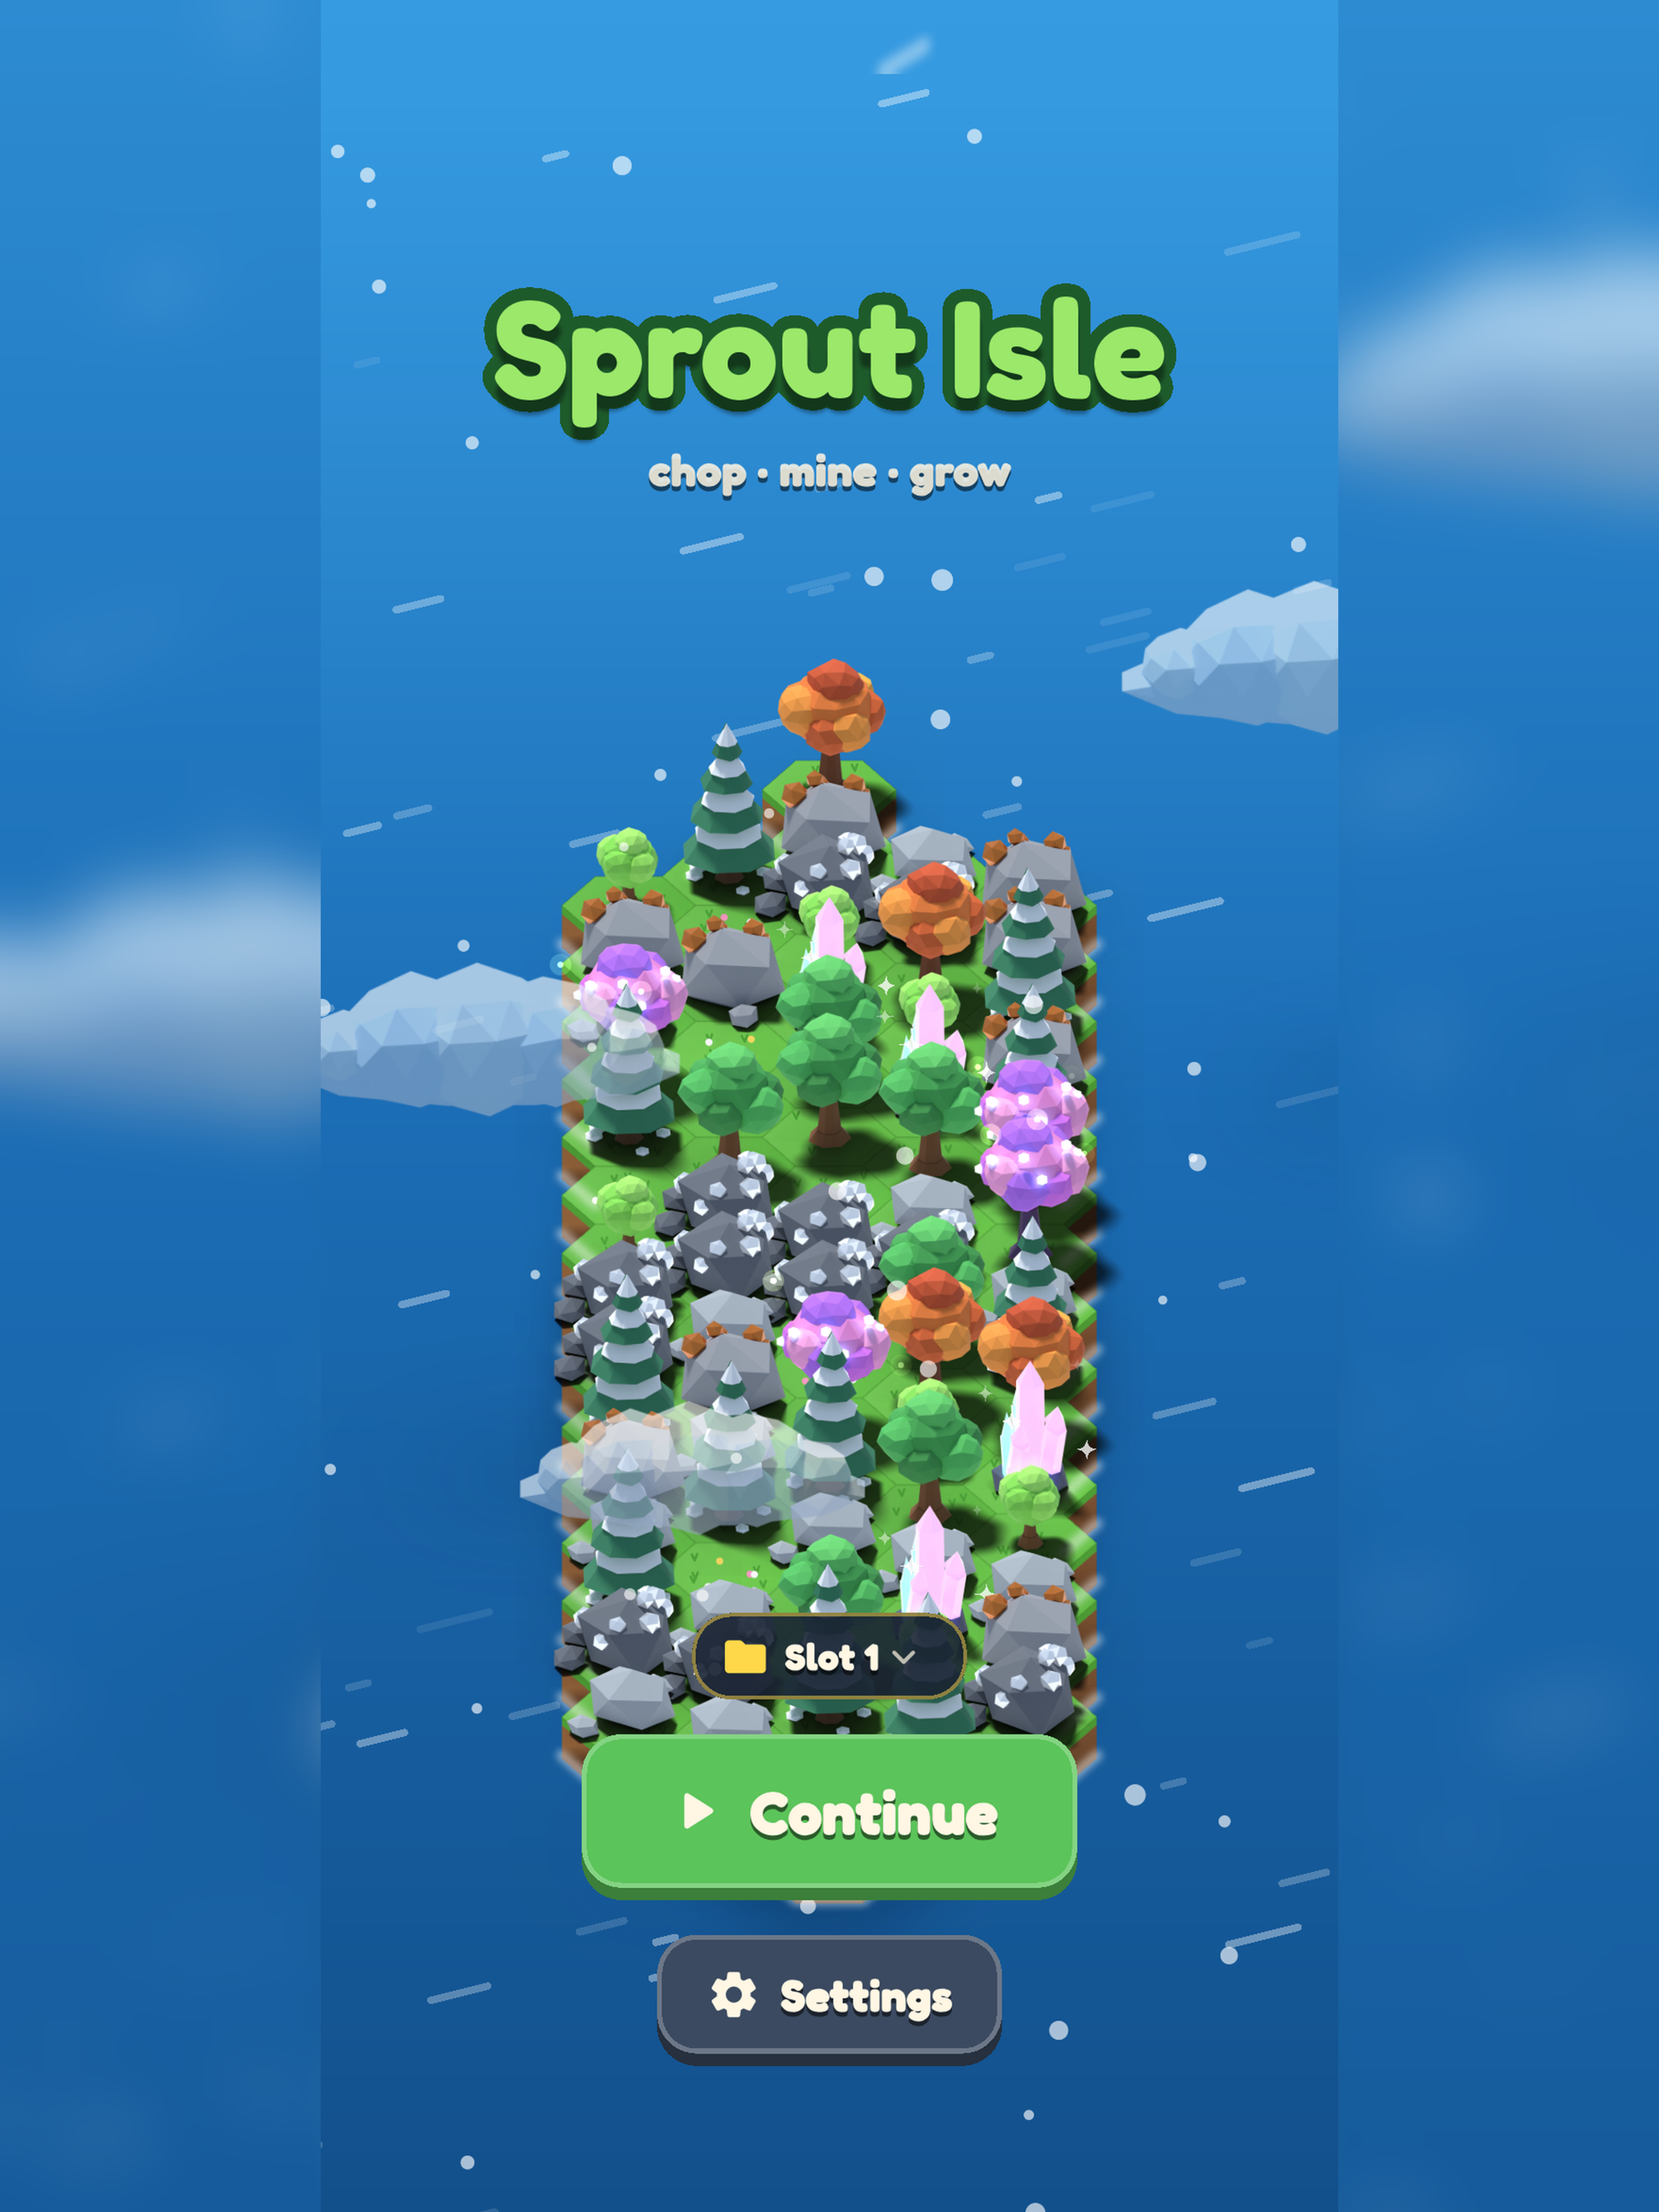 Sprout Isle
chop · mine · grow
Slot 1
Continue
Settings